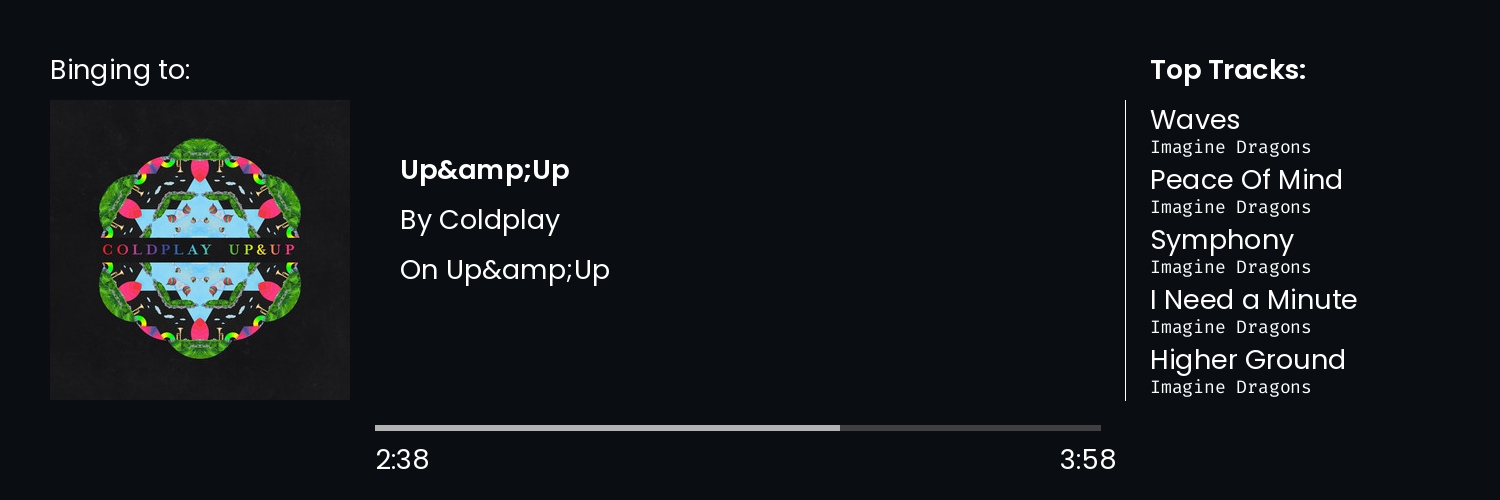 Binging to:
COLDPLAY UP&UP
Up&amp;Up
By Coldplay
On Up&amp;Up
2:38
3:58
Top Tracks:
Waves
Imagine Dragons
Peace Of Mind
Imagine Dragons
Symphony
Imagine Dragons
I Need a Minute
Imagine Dragons
Higher Ground
Imagine Dragons